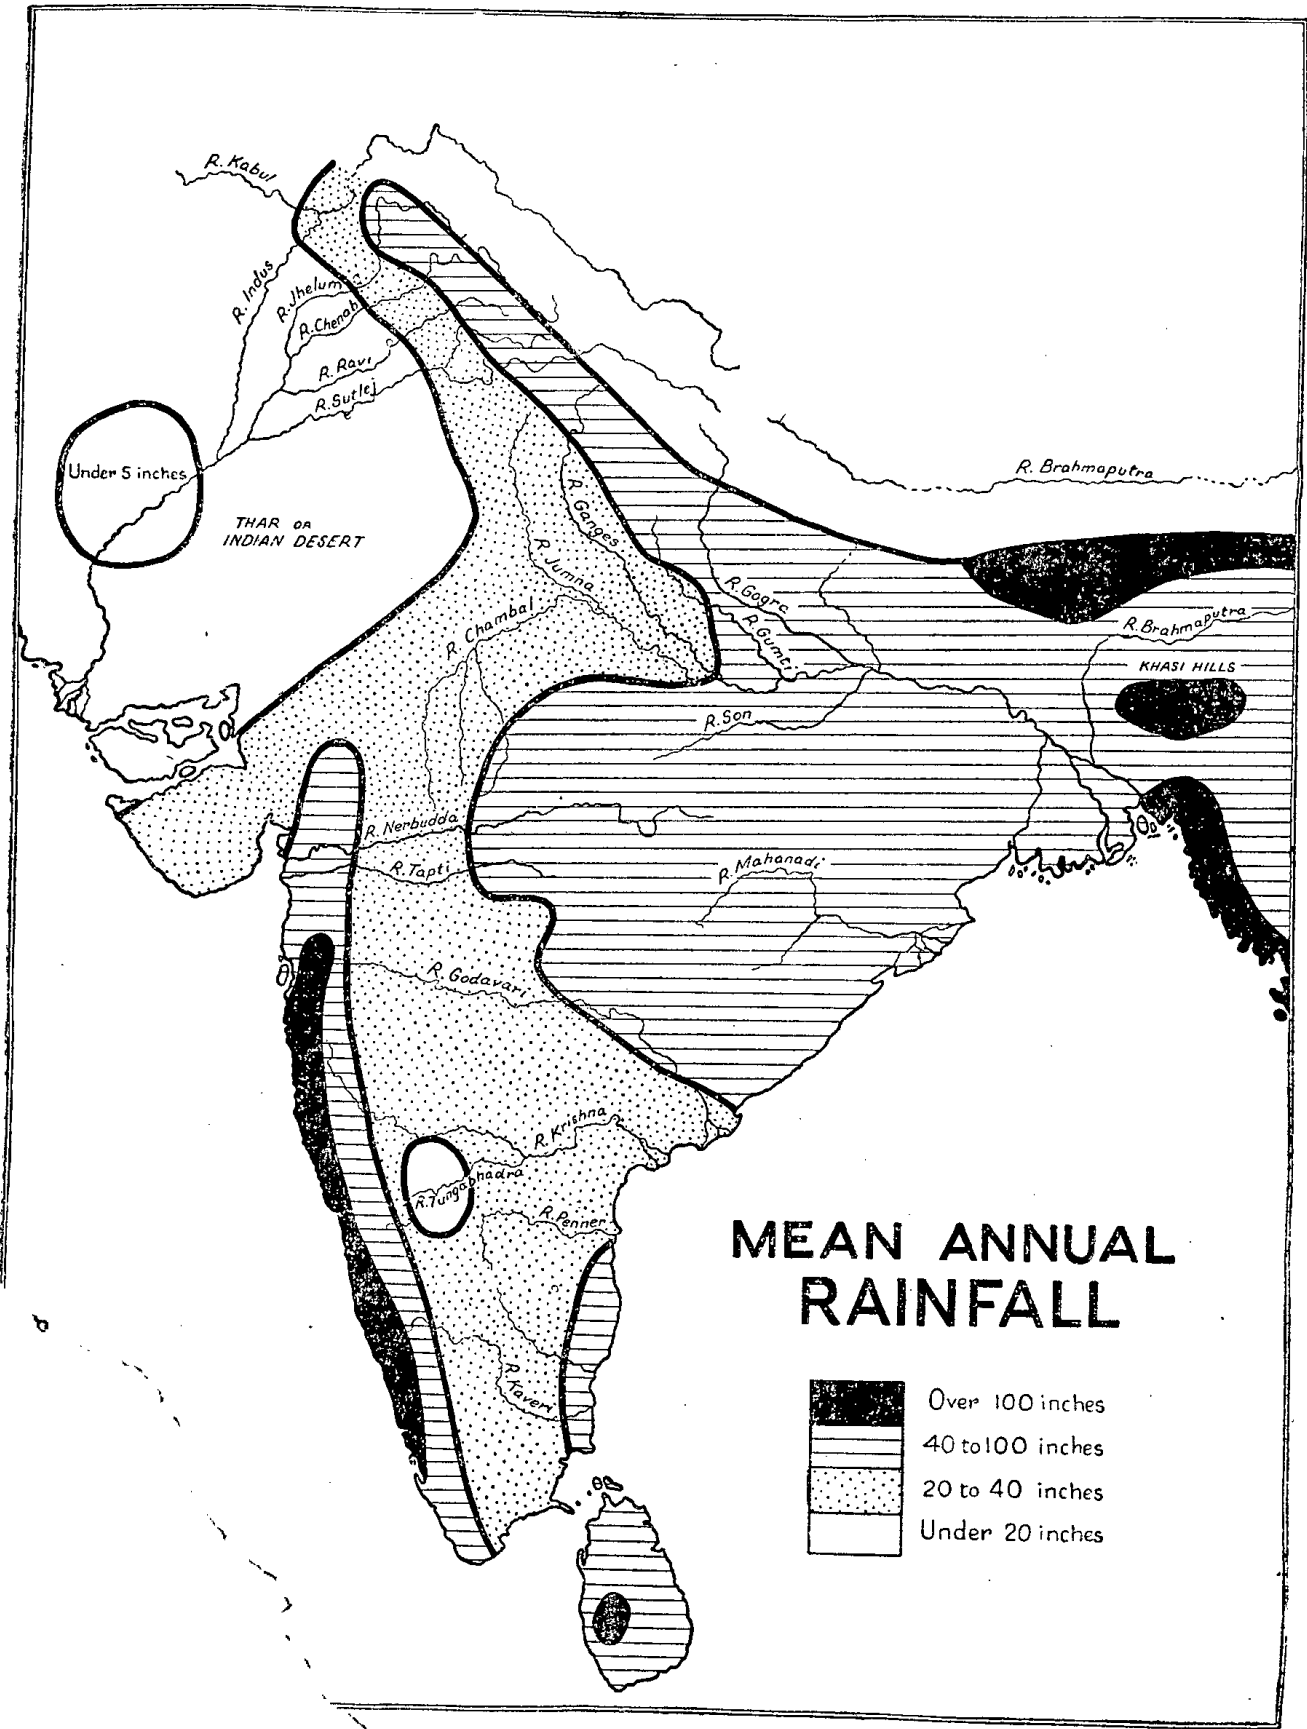 R. Kabul
R. Indus
R. Jhelum
R. Chenab
R. Ravi
R. Sutlej
Under 5 inches
THAR OR
INDIAN DESERT
R. Brahmaputra
R. Ganges
R. Jumna
R. Chambal
R. Gogra
R. Gumti
R. Brahmaputra
KHASI HILLS
R. Son
R. Nerbudda
R. Tapti
R. Mahanadi
R. Godavari
R. Krishna
R. Tungabhadra
R. Penner
R. Kaveri
MEAN ANNUAL
RAINFALL
Over 100 inches
40 to 100 inches
20 to 40 inches
Under 20 inches